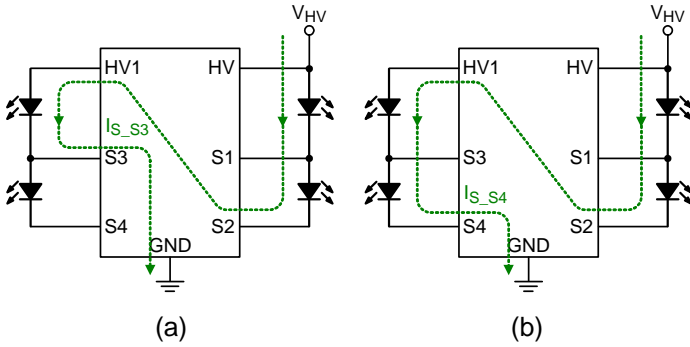 V_HV V_HV
HV1 HV HV1 HV
I_S_S3
S3 S1 S3 S1
I_S_S4
S4 S2 S4 S2
GND GND
(a) (b)